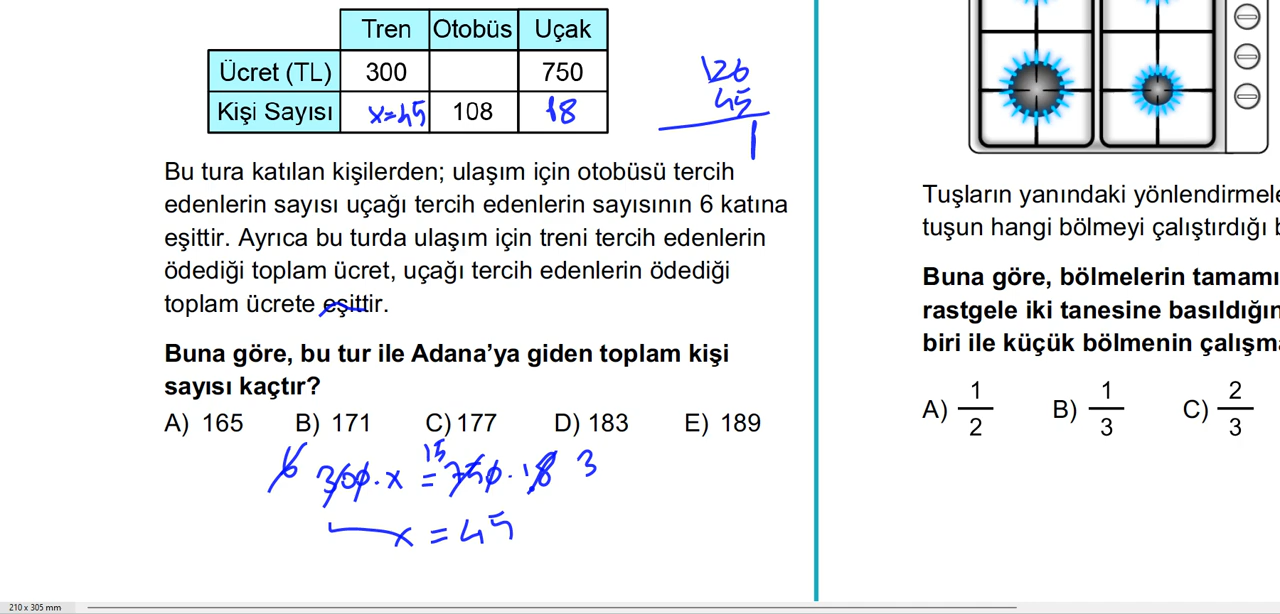 Tren Otobüs Uçak
Ücret (TL) 300 750
Kişi Sayısı x=45 108 18
126
45
1
Bu tura katılan kişilerden; ulaşım için otobüsü tercih
edenlerin sayısı uçağı tercih edenlerin sayısının 6 katına
eşittir. Ayrıca bu turda ulaşım için treni tercih edenlerin
ödediği toplam ücret, uçağı tercih edenlerin ödediği
toplam ücrete eşittir.
Buna göre, bu tur ile Adana’ya giden toplam kişi
sayısı kaçtır?
A) 165 B) 171 C) 177 D) 183 E) 189
15
6 300.x = 750.18 3
x = 45
Tuşların yanındaki yönlendirmele
tuşun hangi bölmeyi çalıştırdığı b
Buna göre, bölmelerin tamamı
rastgele iki tanesine basıldığın
biri ile küçük bölmenin çalışma
A) 1/2 B) 1/3 C) 2/3
210 x 305 mm